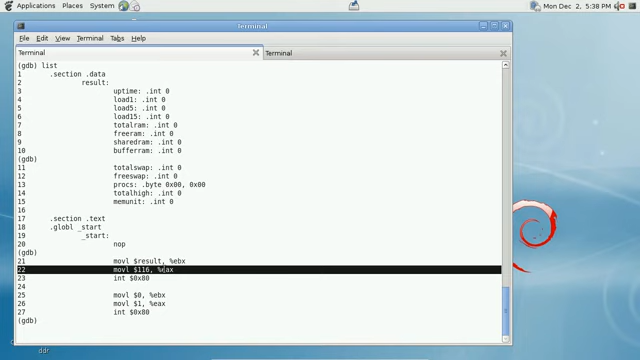 Applications Places System Mon Dec 2, 5:38 PM
Terminal
File Edit View Terminal Tabs Help
Terminal Terminal
(gdb) list
1 .section .data
2 result:
3 uptime: .int 0
4 load1: .int 0
5 load5: .int 0
6 load15: .int 0
7 totalram: .int 0
8 freeram: .int 0
9 sharedram: .int 0
10 bufferram: .int 0
(gdb)
11 totalswap: .int 0
12 freeswap: .int 0
13 procs: .byte 0x00, 0x00
14 totalhigh: .int 0
15 memunit: .int 0
16
17 .section .text
18 .globl _start
19 _start:
20 nop
(gdb)
21 movl $result, %ebx
22 movl $116, %eax
23 int $0x80
24
25 movl $0, %ebx
26 movl $1, %eax
27 int $0x80
(gdb)
ddr